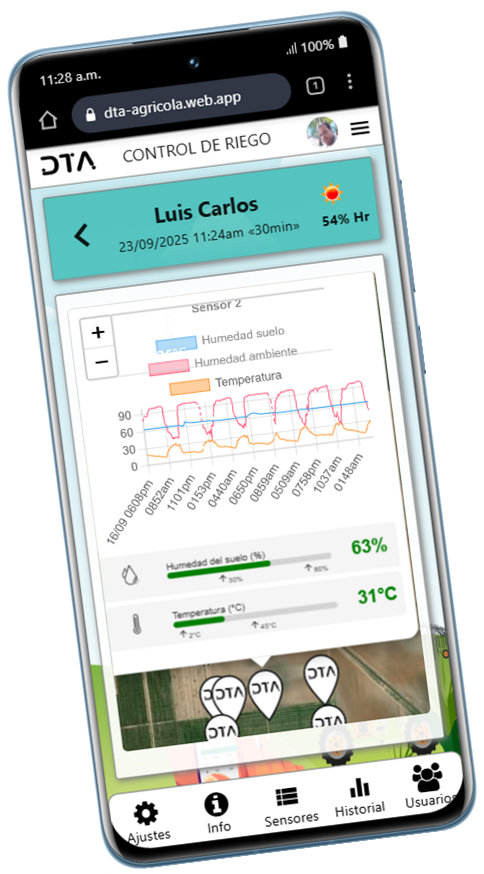 11:28 a.m.
100%
dta-agricola.web.app
1
DTA
CONTROL DE RIEGO
Luis Carlos
23/09/2025 11:24am «30min»
54% Hr
+
−
Sensor 2
Humedad suelo
Humedad ambiente
Temperatura
90
60
30
0
16/09 0608pm
0852am
1101pm
0153pm
0440am
0650pm
0859am
0509am
0758pm
1037am
0148am
Humedad del suelo (%)
63%
30%
80%
Temperatura (°C)
31°C
2°C
45°C
DTA
DTA
DTA
DTA
DTA
Ajustes
Info
Sensores
Historial
Usuarios